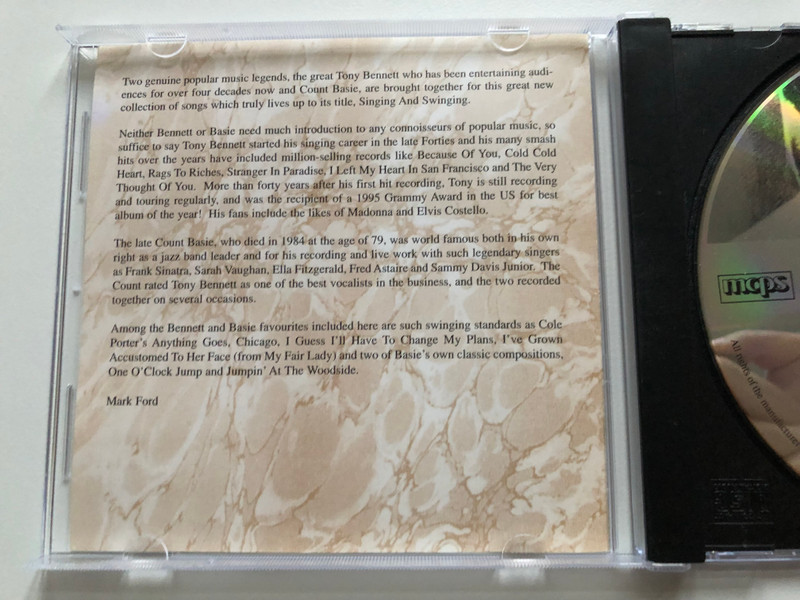 Two genuine popular music legends, the great Tony Bennett who has been entertaining audi-
ences for over four decades now and Count Basie, are brought together for this great new
collection of songs which truly lives up to its title, Singing And Swinging.
Neither Bennett or Basie need much introduction to any connoisseurs of popular music, so
suffice to say Tony Bennett started his singing career in the late Forties and his many smash
hits over the years have included million-selling records like Because Of You, Cold Cold
Heart, Rags To Riches, Stranger In Paradise, I Left My Heart In San Francisco and The Very
Thought Of You. More than forty years after his first hit recording, Tony is still recording
and touring regularly, and was the recipient of a 1995 Grammy Award in the US for best
album of the year! His fans include the likes of Madonna and Elvis Costello.
The late Count Basie, who died in 1984 at the age of 79, was world famous both in his own
right as a jazz band leader and for his recording and live work with such legendary singers
as Frank Sinatra, Sarah Vaughan, Ella Fitzgerald, Fred Astaire and Sammy Davis Junior. The
Count rated Tony Bennett as one of the best vocalists in the business, and the two recorded
together on several occasions.
Among the Bennett and Basie favourites included here are such swinging standards as Cole
Porter's Anything Goes, Chicago, I Guess I'll Have To Change My Plans, I've Grown
Accustomed To Her Face (from My Fair Lady) and two of Basie's own classic compositions,
One O'Clock Jump and Jumpin' At The Woodside.
Mark Ford
mcps
All rights of the manufacturer